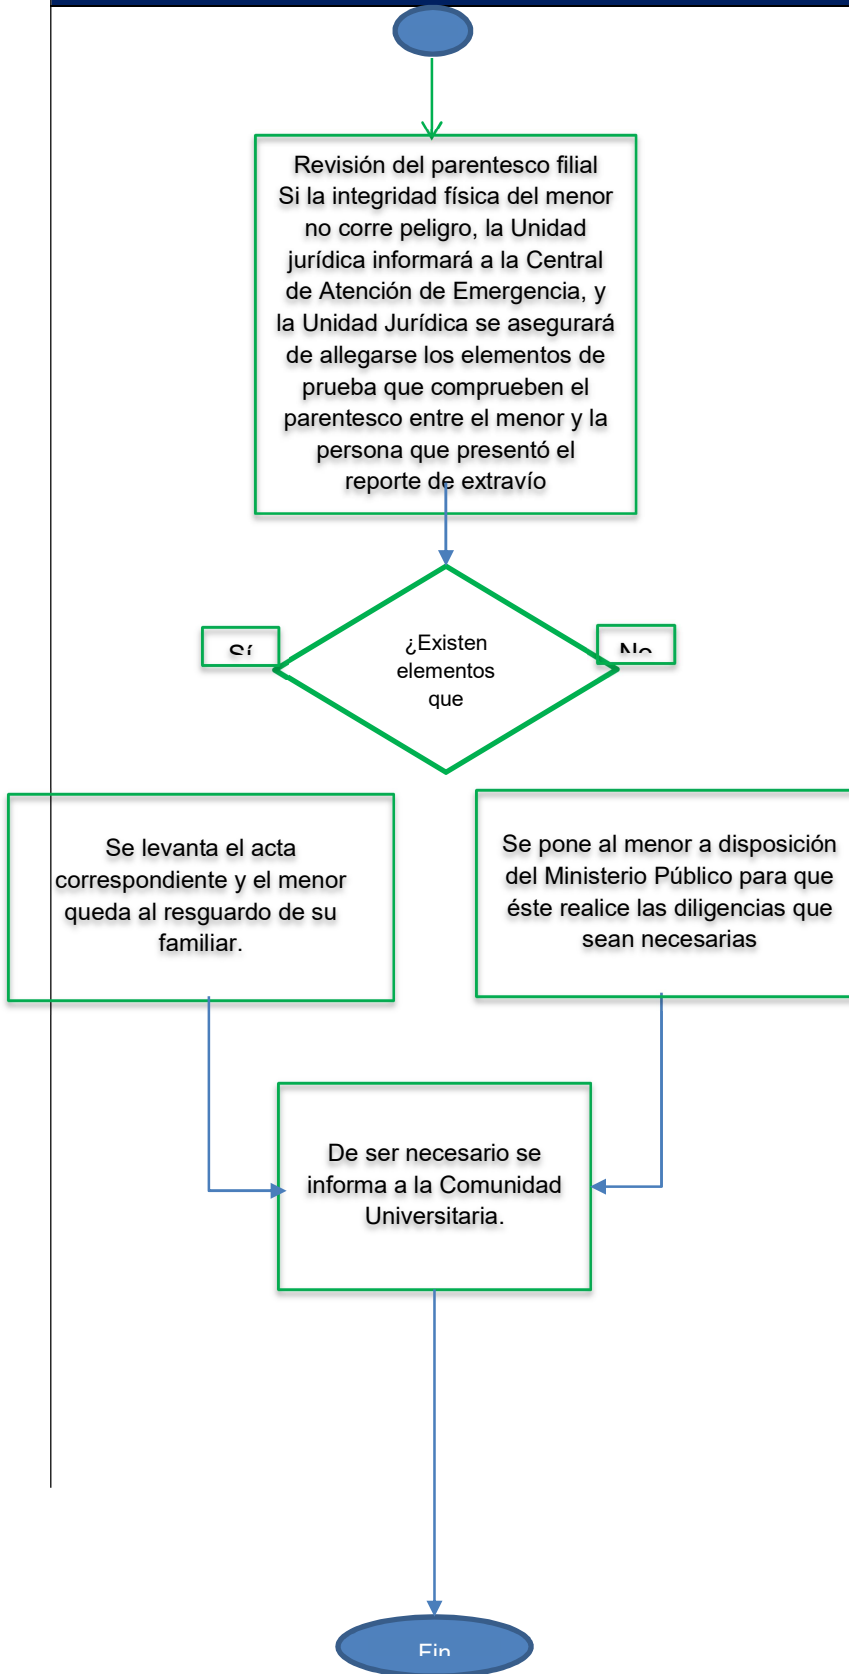 Revisión del parentesco filial
Si la integridad física del menor
no corre peligro, la Unidad
jurídica informará a la Central
de Atención de Emergencia, y
la Unidad Jurídica se asegurará
de allegarse los elementos de
prueba que comprueben el
parentesco entre el menor y la
persona que presentó el
reporte de extravío
Sí
¿Existen
elementos
que
No
Se levanta el acta
correspondiente y el menor
queda al resguardo de su
familiar.
Se pone al menor a disposición
del Ministerio Público para que
éste realice las diligencias que
sean necesarias
De ser necesario se
informa a la Comunidad
Universitaria.
Fin